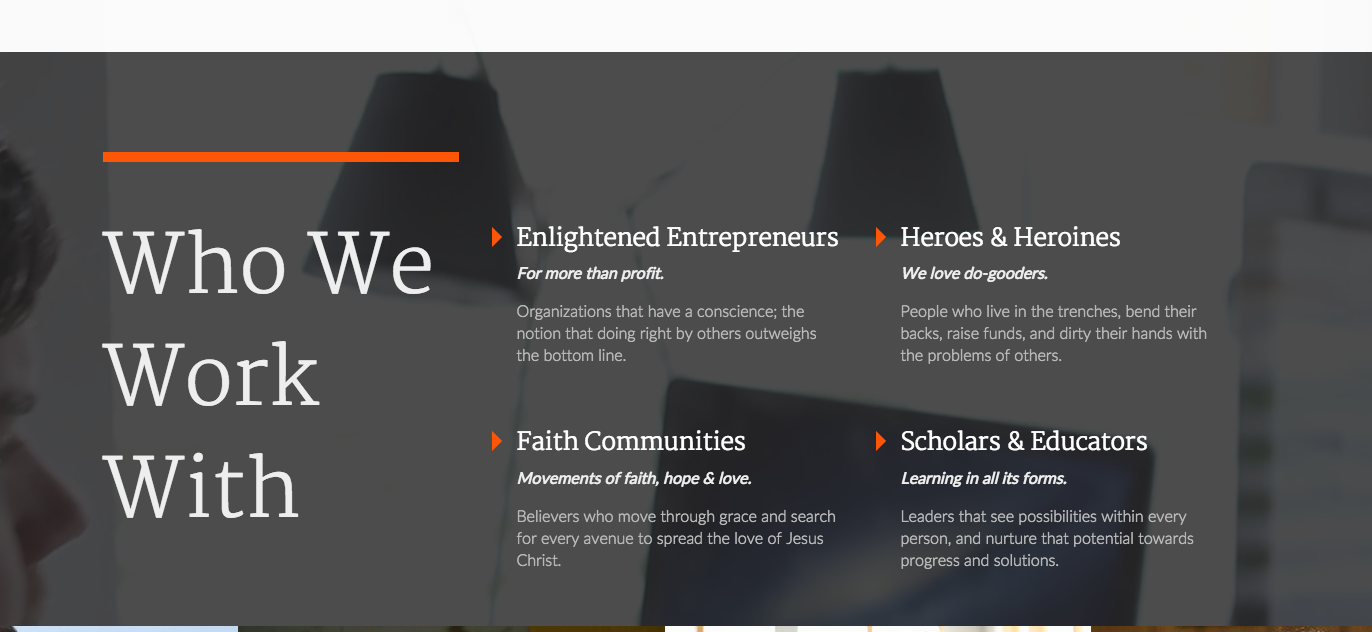 Who We
Work
With
Enlightened Entrepreneurs
For more than profit.
Organizations that have a conscience; the
notion that doing right by others outweighs
the bottom line.
Heroes & Heroines
We love do-gooders.
People who live in the trenches, bend their
backs, raise funds, and dirty their hands with
the problems of others.
Faith Communities
Movements of faith, hope & love.
Believers who move through grace and search
for every avenue to spread the love of Jesus
Christ.
Scholars & Educators
Learning in all its forms.
Leaders that see possibilities within every
person, and nurture that potential towards
progress and solutions.